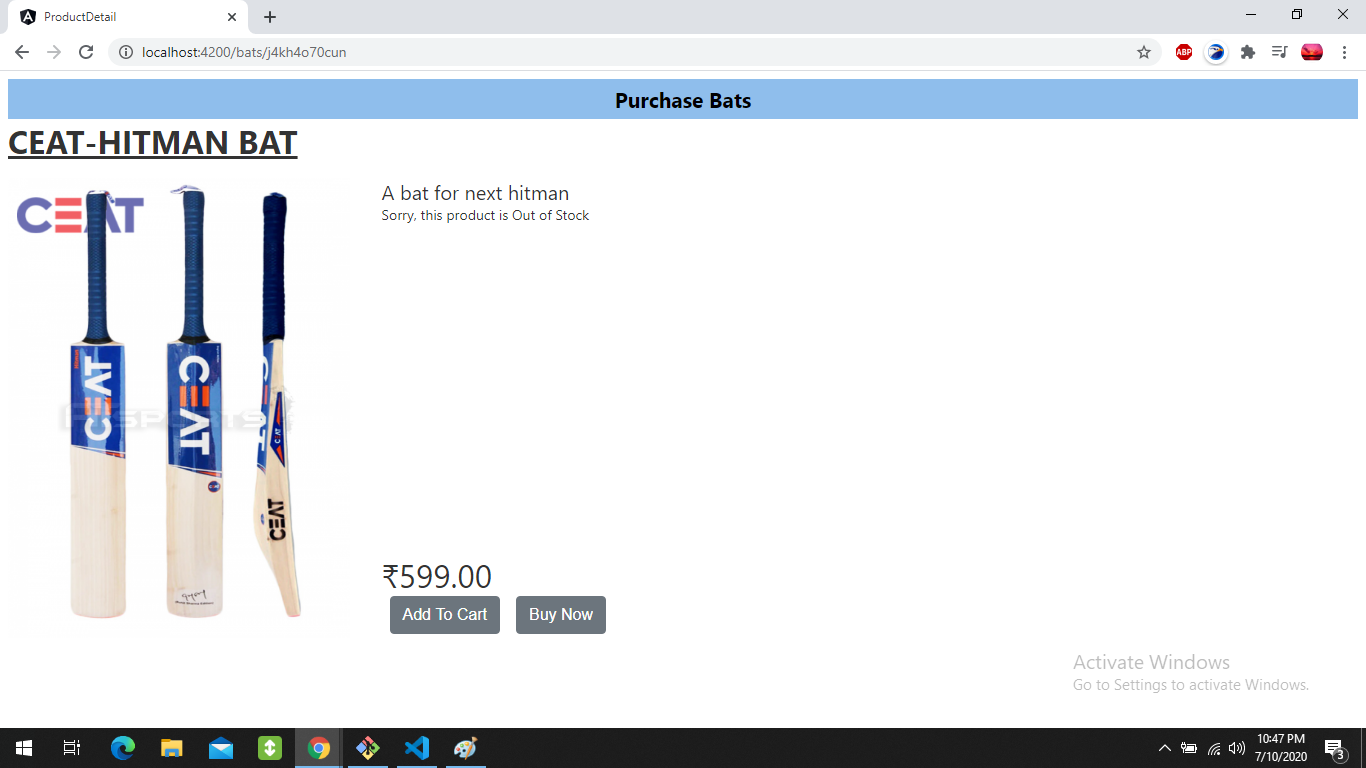 ProductDetail
localhost:4200/bats/j4kh4o70cun
ABP
Purchase Bats
CEAT-HITMAN BAT
CEAT
A bat for next hitman
Sorry, this product is Out of Stock
CEAT
CEAT
CEAT
CEAT
SPORTS
₹599.00
Add To Cart
Buy Now
Activate Windows
Go to Settings to activate Windows.
10:47 PM
7/10/2020
3